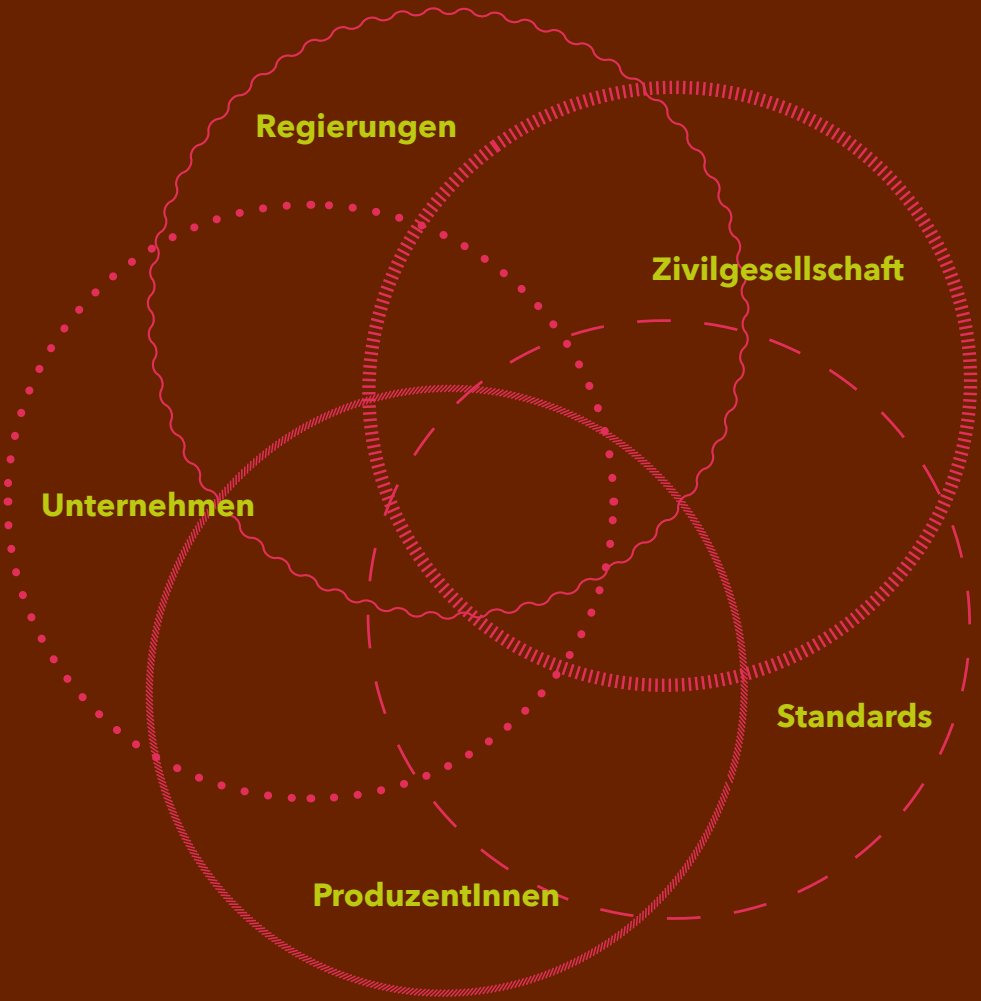 Regierungen
Zivilgesellschaft
Unternehmen
Standards
ProduzentInnen